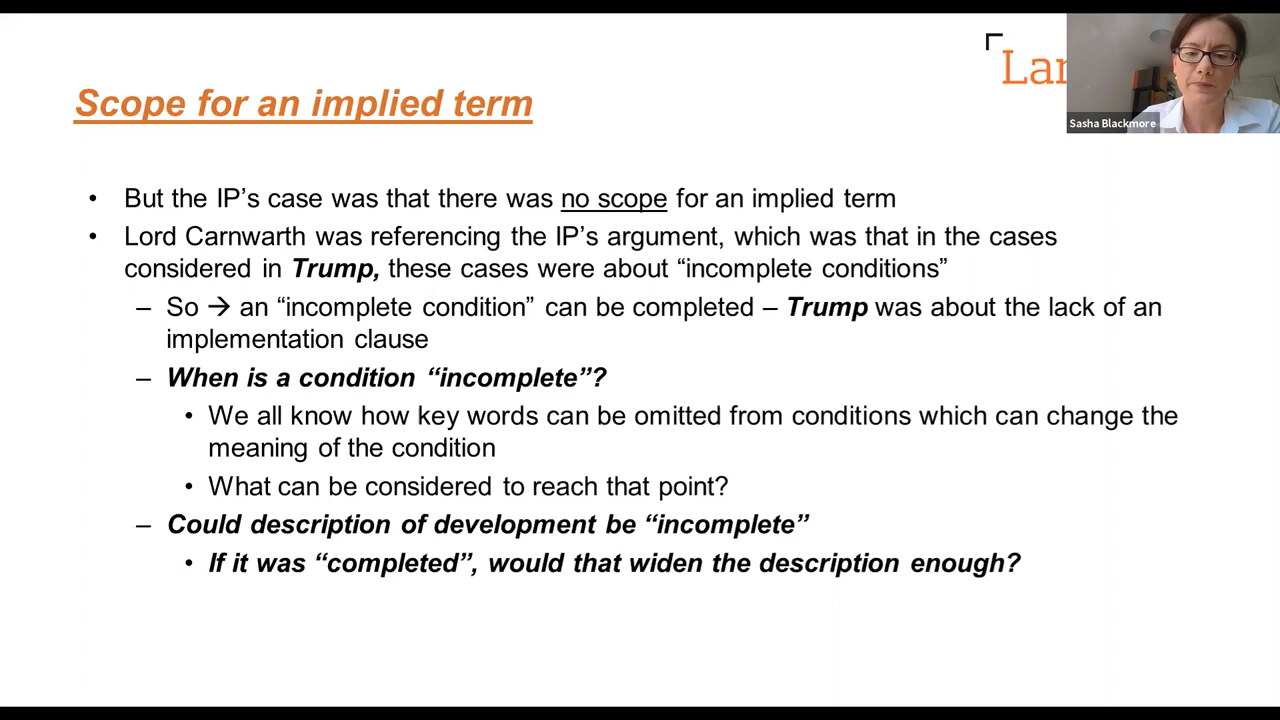 Lan
Sasha Blackmore
Scope for an implied term
• But the IP’s case was that there was no scope for an implied term
• Lord Carnwarth was referencing the IP’s argument, which was that in the cases
considered in Trump, these cases were about “incomplete conditions”
– So → an “incomplete condition” can be completed – Trump was about the lack of an
implementation clause
– When is a condition “incomplete”?
• We all know how key words can be omitted from conditions which can change the
meaning of the condition
• What can be considered to reach that point?
– Could description of development be “incomplete”
• If it was “completed”, would that widen the description enough?